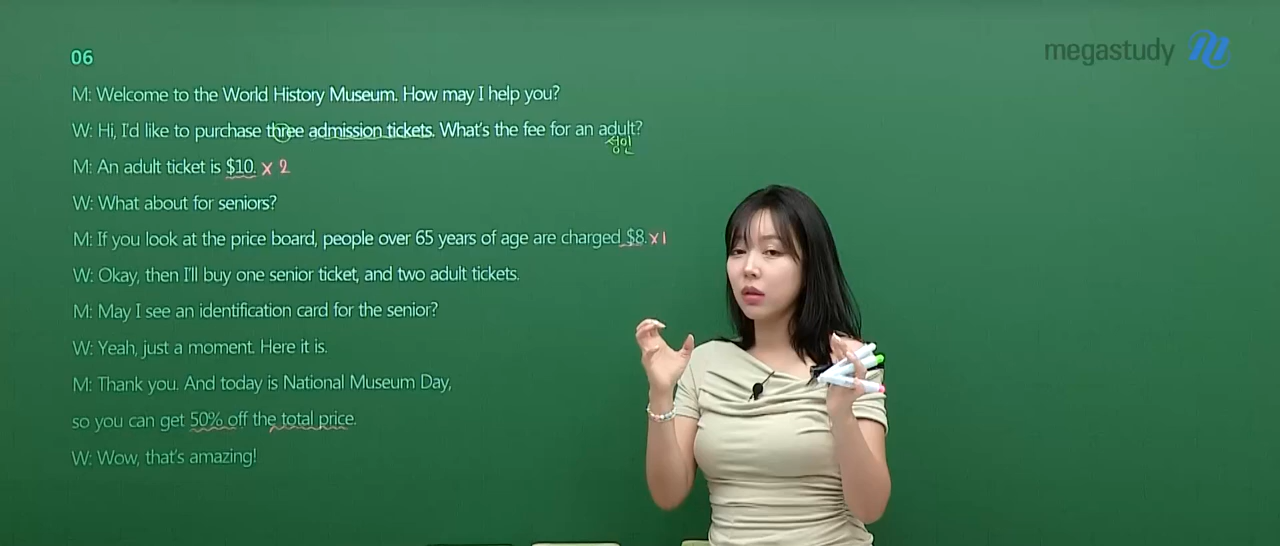 06
megastudy
M: Welcome to the World History Museum. How may I help you?
W: Hi, I'd like to purchase three admission tickets. What's the fee for an adult?
성인
M: An adult ticket is $10. x 2
W: What about for seniors?
M: If you look at the price board, people over 65 years of age are charged $8. x 1
W: Okay, then I'll buy one senior ticket, and two adult tickets.
M: May I see an identification card for the senior?
W: Yeah, just a moment. Here it is.
M: Thank you. And today is National Museum Day,
so you can get 50% off the total price.
W: Wow, that's amazing!